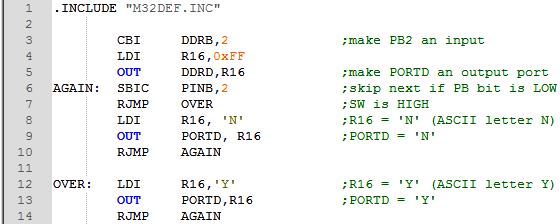 1 .INCLUDE "M32DEF.INC"
2
3 CBI DDRB,2 ;make PB2 an input
4 LDI R16,0xFF
5 OUT DDRD,R16 ;make PORTD an output port
6 AGAIN: SBIC PINB,2 ;skip next if PB bit is LOW
7 RJMP OVER ;SW is HIGH
8 LDI R16, 'N' ;R16 = 'N' (ASCII letter N)
9 OUT PORTD, R16 ;PORTD = 'N'
10 RJMP AGAIN
11
12 OVER: LDI R16,'Y' ;R16 = 'Y' (ASCII letter Y)
13 OUT PORTD,R16 ;PORTD = 'Y'
14 RJMP AGAIN